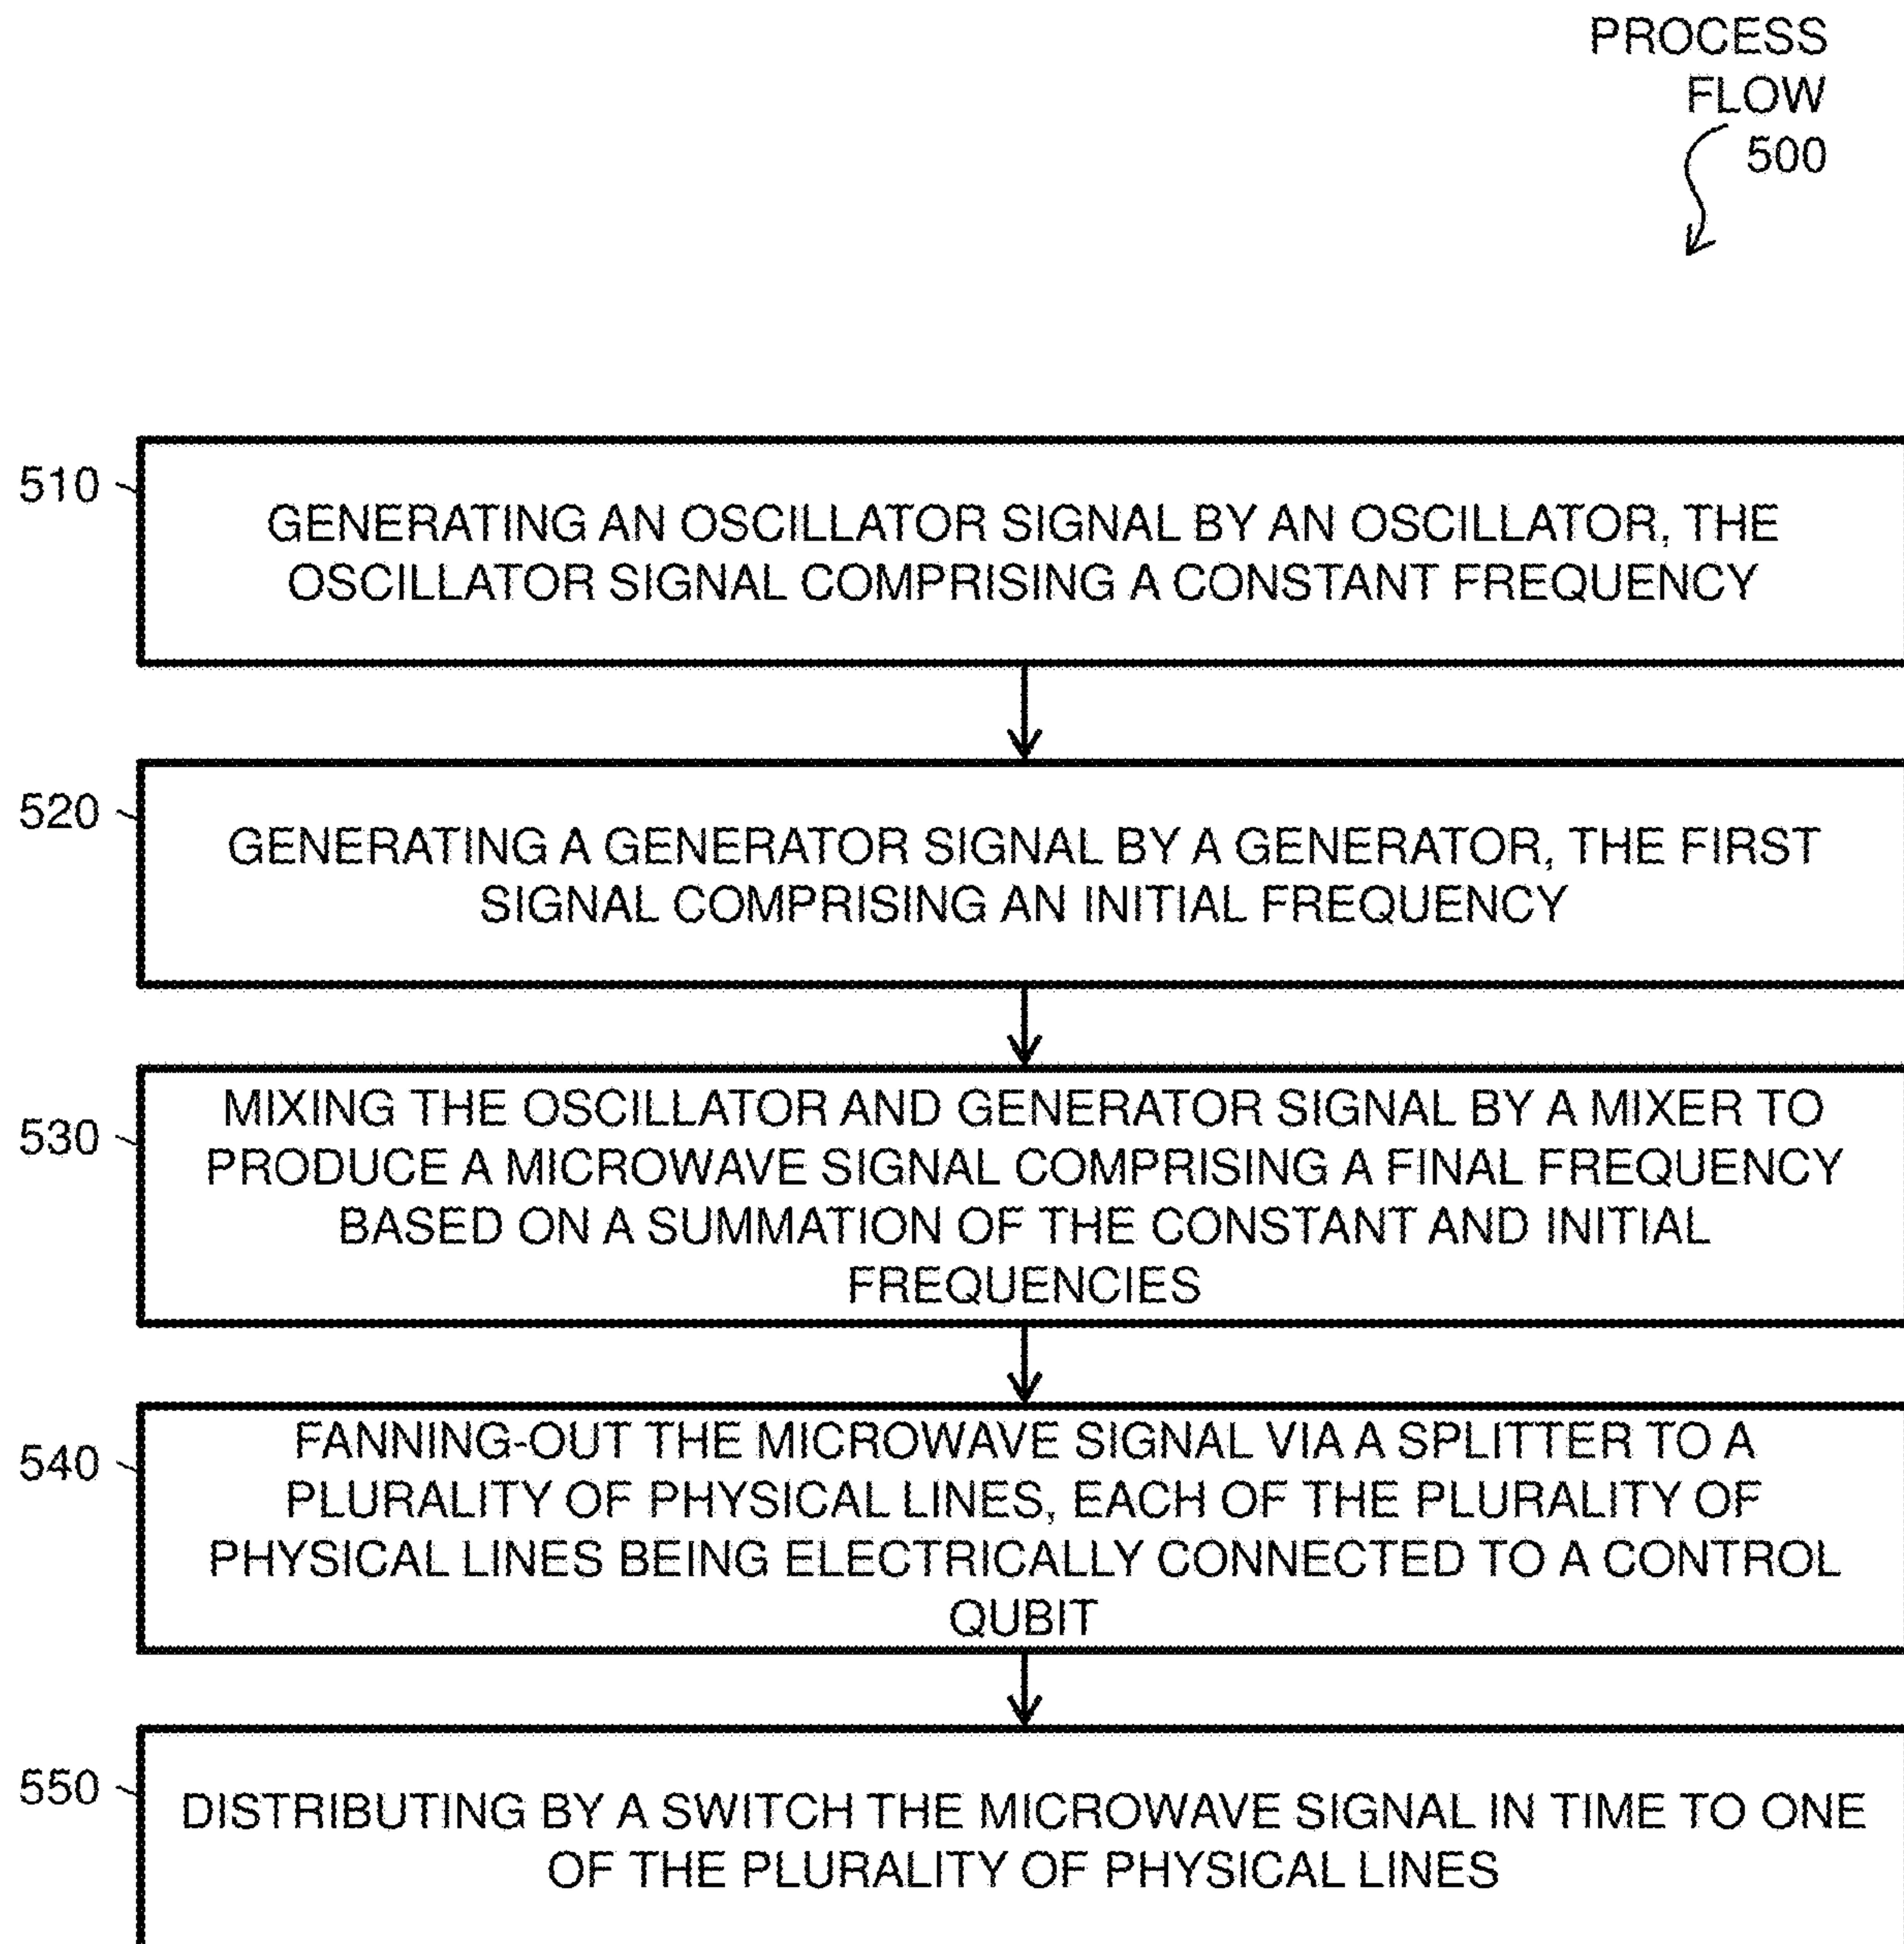 PROCESS
FLOW
500
510
GENERATING AN OSCILLATOR SIGNAL BY AN OSCILLATOR, THE
OSCILLATOR SIGNAL COMPRISING A CONSTANT FREQUENCY
520
GENERATING A GENERATOR SIGNAL BY A GENERATOR, THE FIRST
SIGNAL COMPRISING AN INITIAL FREQUENCY
530
MIXING THE OSCILLATOR AND GENERATOR SIGNAL BY A MIXER TO
PRODUCE A MICROWAVE SIGNAL COMPRISING A FINAL FREQUENCY
BASED ON A SUMMATION OF THE CONSTANT AND INITIAL
FREQUENCIES
540
FANNING-OUT THE MICROWAVE SIGNAL VIA A SPLITTER TO A
PLURALITY OF PHYSICAL LINES, EACH OF THE PLURALITY OF
PHYSICAL LINES BEING ELECTRICALLY CONNECTED TO A CONTROL
QUBIT
550
DISTRIBUTING BY A SWITCH THE MICROWAVE SIGNAL IN TIME TO ONE
OF THE PLURALITY OF PHYSICAL LINES